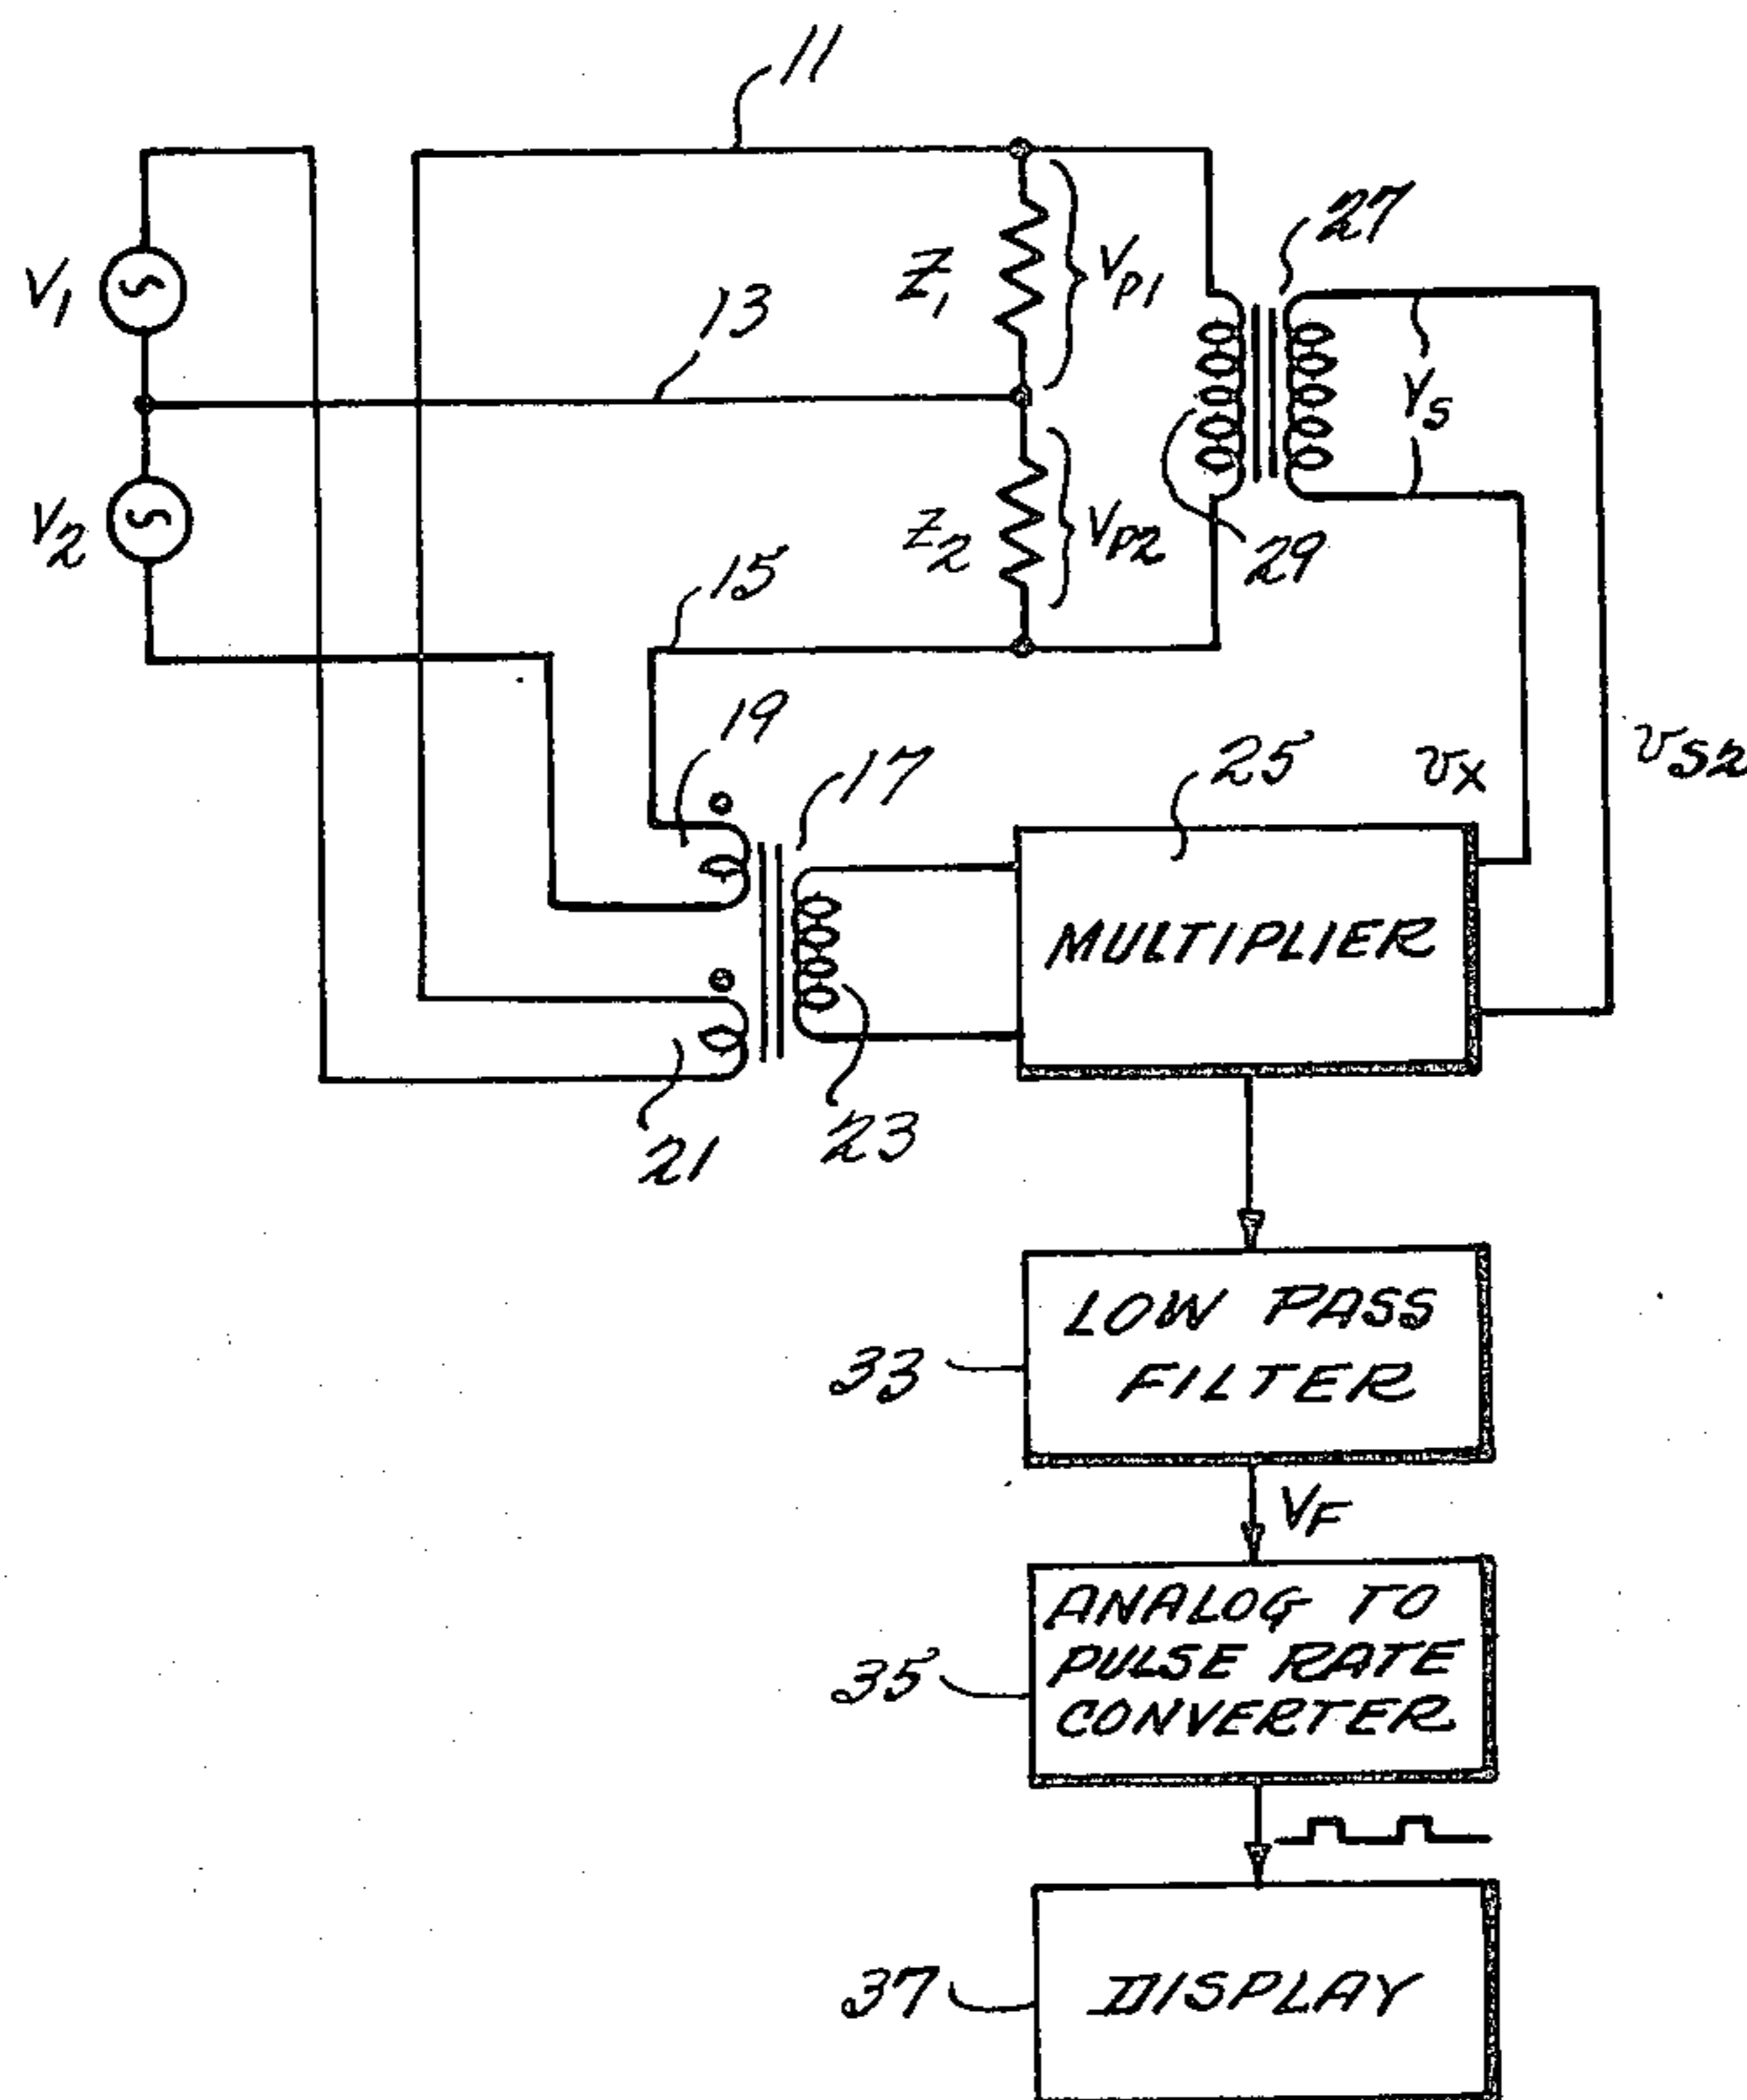 11
27
V1
Z1
Vp1
13
Ys
V2
Z2
Vp2
29
15
19
17
25
vx
vS2
MULTIPLIER
21
23
LOW PASS
FILTER
33
VF
ANALOG TO
PULSE RATE
CONVERTER
35
37
DISPLAY